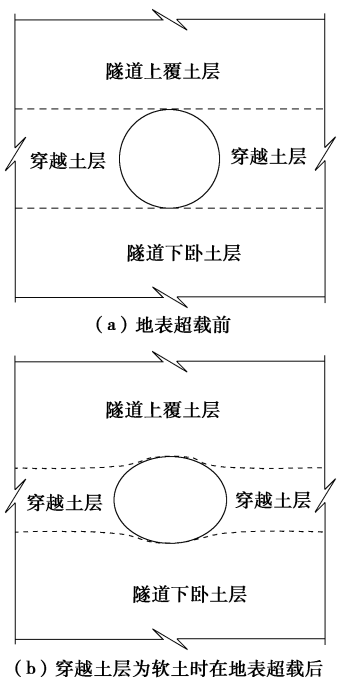 隧道上覆土层
穿越土层 穿越土层
隧道下卧土层
（a）地表超载前
隧道上覆土层
穿越土层 穿越土层
隧道下卧土层
（b）穿越土层为软土时在地表超载后